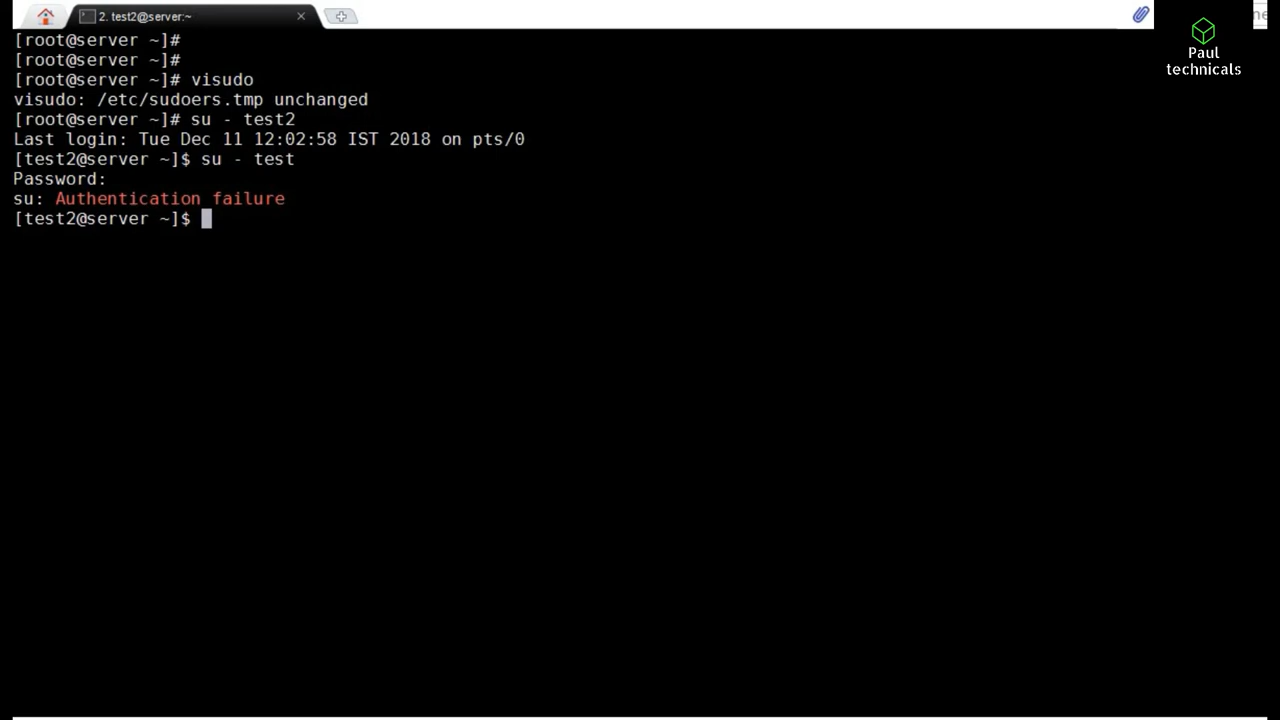 2. test2@server:~
[root@server ~]#
[root@server ~]#
[root@server ~]# visudo
visudo: /etc/sudoers.tmp unchanged
[root@server ~]# su - test2
Last login: Tue Dec 11 12:02:58 IST 2018 on pts/0
[test2@server ~]$ su - test
Password:
su: Authentication failure
[test2@server ~]$
Paul
technicals